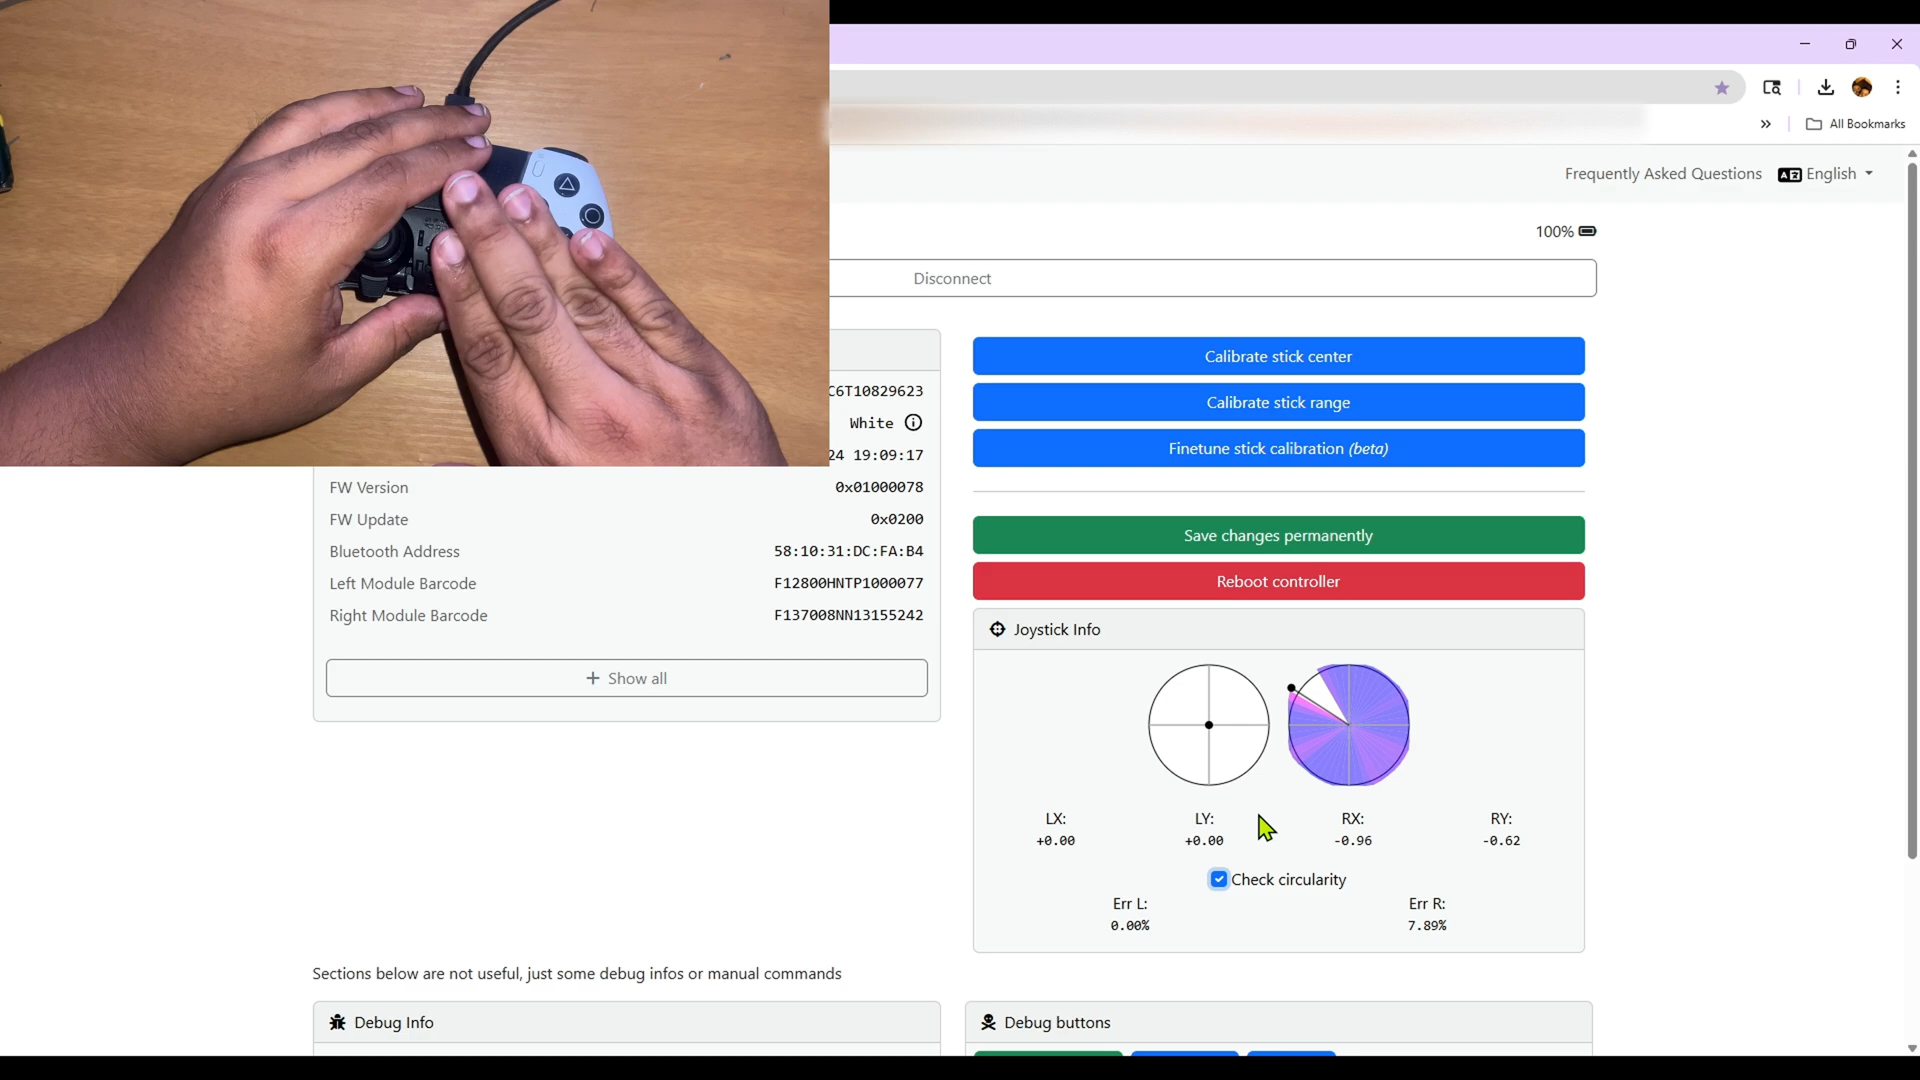 All Bookmarks
Frequently Asked Questions
English
100%
Disconnect
C6T10829623
White
24 19:09:17
FW Version 0x01000078
FW Update 0x0200
Bluetooth Address 58:10:31:DC:FA:B4
Left Module Barcode F12800HNTP1000077
Right Module Barcode F137008NN13155242
Show all
Calibrate stick center
Calibrate stick range
Finetune stick calibration (beta)
Save changes permanently
Reboot controller
Joystick Info
LX: LY: RX: RY:
+0.00 +0.00 -0.96 -0.62
Check circularity
Err L: Err R:
0.00% 7.89%
Sections below are not useful, just some debug infos or manual commands
Debug Info
Debug buttons